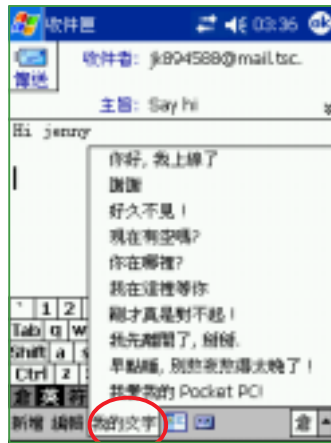 收件匣 03:36 ok
傳送
收件者: jk894588@mail.tsc.
主旨: Say hi
Hi jenny
你好, 我上線了
謝謝
好久不見！
現在有空嗎?
你在哪裡?
我在這裡等你
剛才真是對不起！
我先離開了, 掰掰.
早點睡, 別熬夜熬得太晚了！
我愛我的 Pocket PC!
` 1 2
Tab q w
Shift a s
Ctrl z
倉 英 符
新增 編輯 我的文字 倉